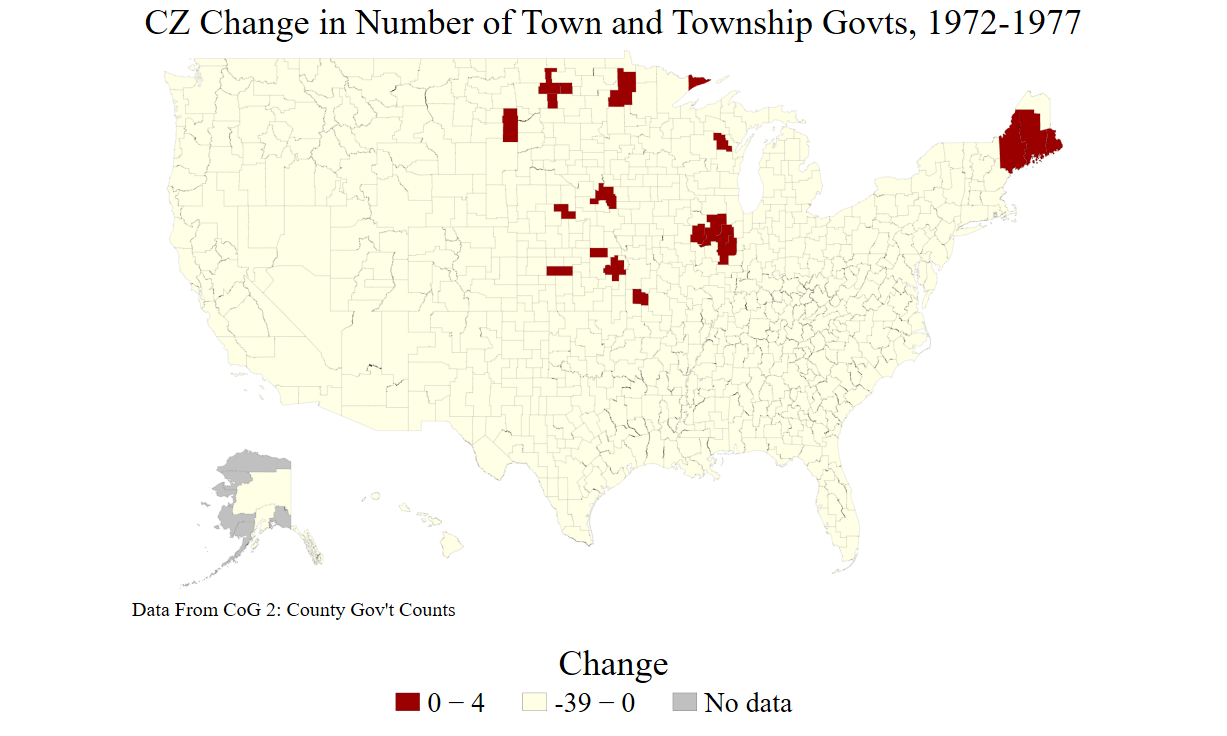 CZ Change in Number of Town and Township Govts, 1972-1977
Data From CoG 2: County Gov't Counts
Change
0 − 4
-39 − 0
No data